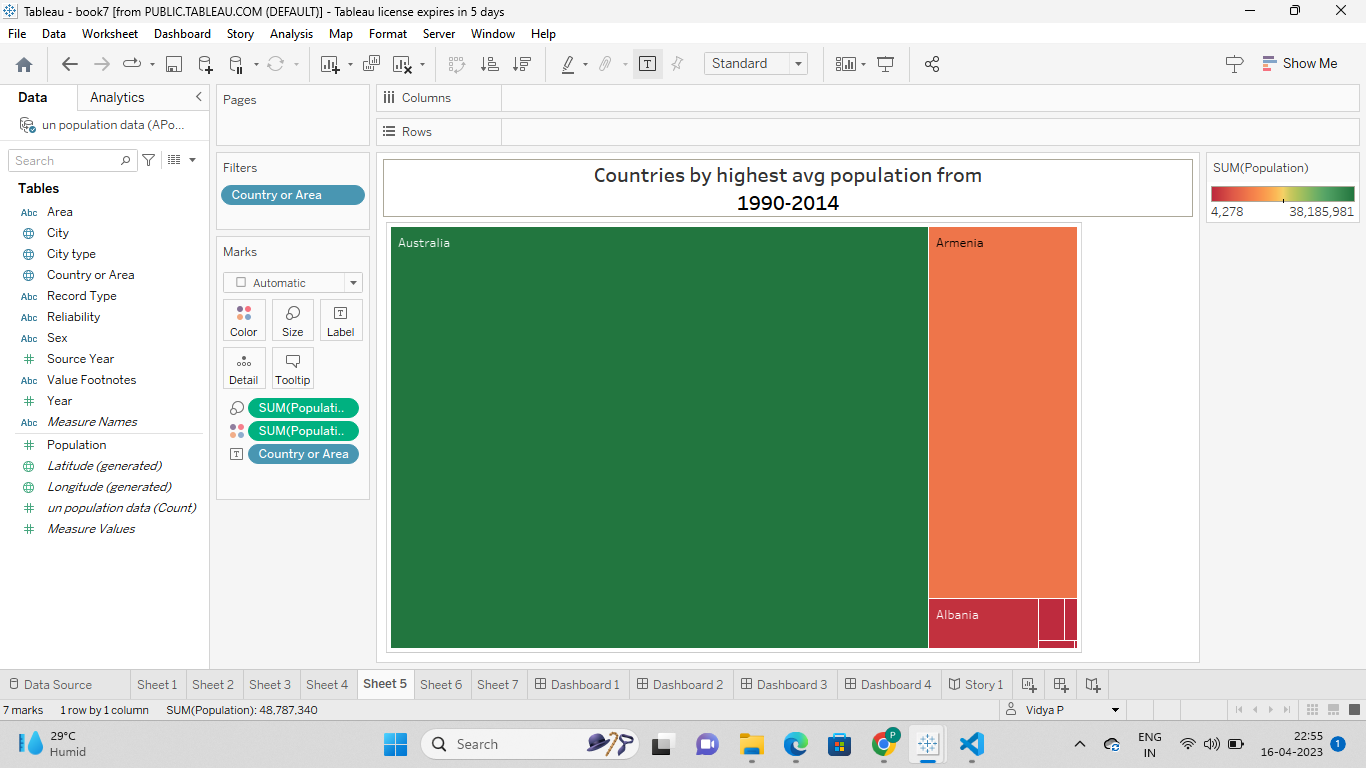 Tableau - book7 [from PUBLIC.TABLEAU.COM (DEFAULT)] - Tableau license expires in 5 days
File Data Worksheet Dashboard Story Analysis Map Format Server Window Help
Standard
Show Me
Data Analytics
un population data (APo...
Search
Tables
Abc Area
City
City type
Country or Area
Abc Record Type
Abc Reliability
Abc Sex
Source Year
Abc Value Footnotes
Year
Abc Measure Names
Population
Latitude (generated)
Longitude (generated)
un population data (Count)
Measure Values
Pages
Filters
Country or Area
Marks
Automatic
Color Size Label
Detail Tooltip
SUM(Populati..
SUM(Populati..
Country or Area
Columns
Rows
Countries by highest avg population from
1990-2014
Australia
Armenia
Albania
SUM(Population)
4,278 38,185,981
Data Source Sheet 1 Sheet 2 Sheet 3 Sheet 4 Sheet 5 Sheet 6 Sheet 7 Dashboard 1 Dashboard 2 Dashboard 3 Dashboard 4 Story 1
7 marks 1 row by 1 column SUM(Population): 48,787,340 Vidya P
29°C
Humid
Search
P
ENG
IN
22:55
16-04-2023
1